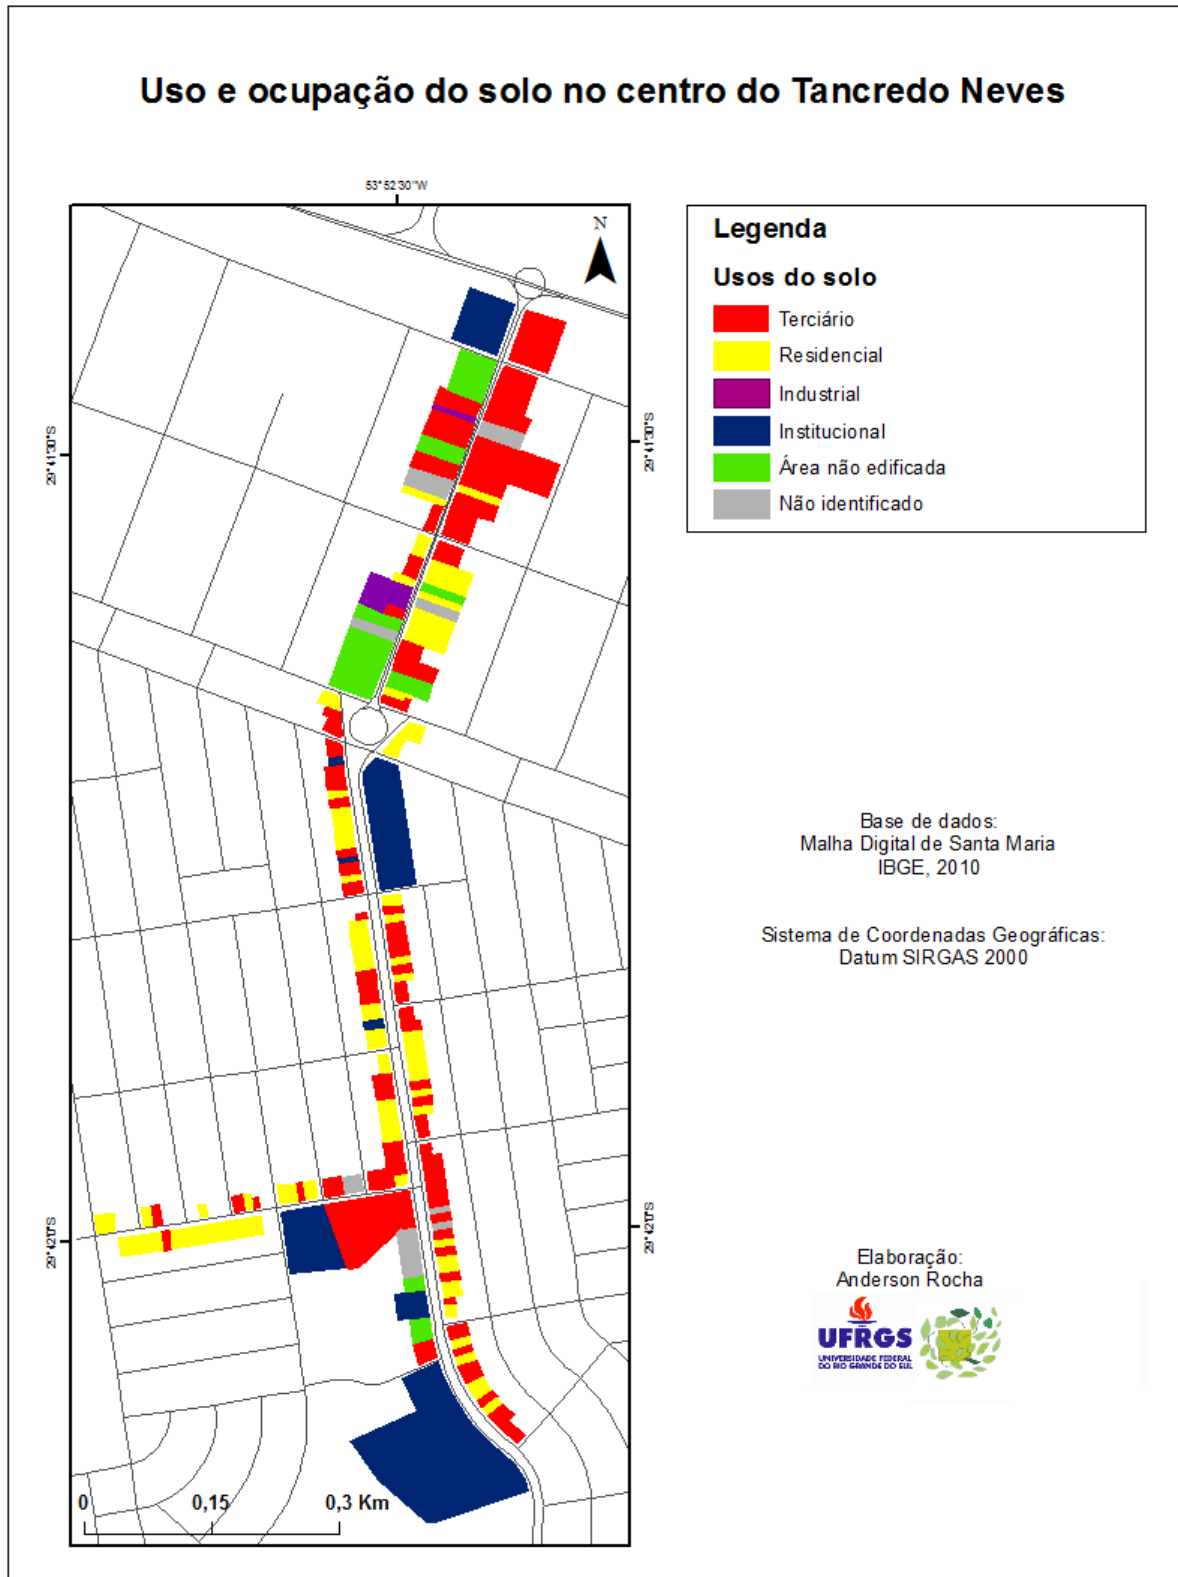 Uso e ocupação do solo no centro do Tancredo Neves
53°52'30"W
N
29°41'30"S
29°41'30"S
29°42'0"S
29°42'0"S
0
0,15
0,3 Km
Legenda
Usos do solo
Terciário
Residencial
Industrial
Institucional
Área não edificada
Não identificado
Base de dados:
Malha Digital de Santa Maria
IBGE, 2010
Sistema de Coordenadas Geográficas:
Datum SIRGAS 2000
Elaboração:
Anderson Rocha
UFRGS
UNIVERSIDADE FEDERAL
DO RIO GRANDE DO SUL